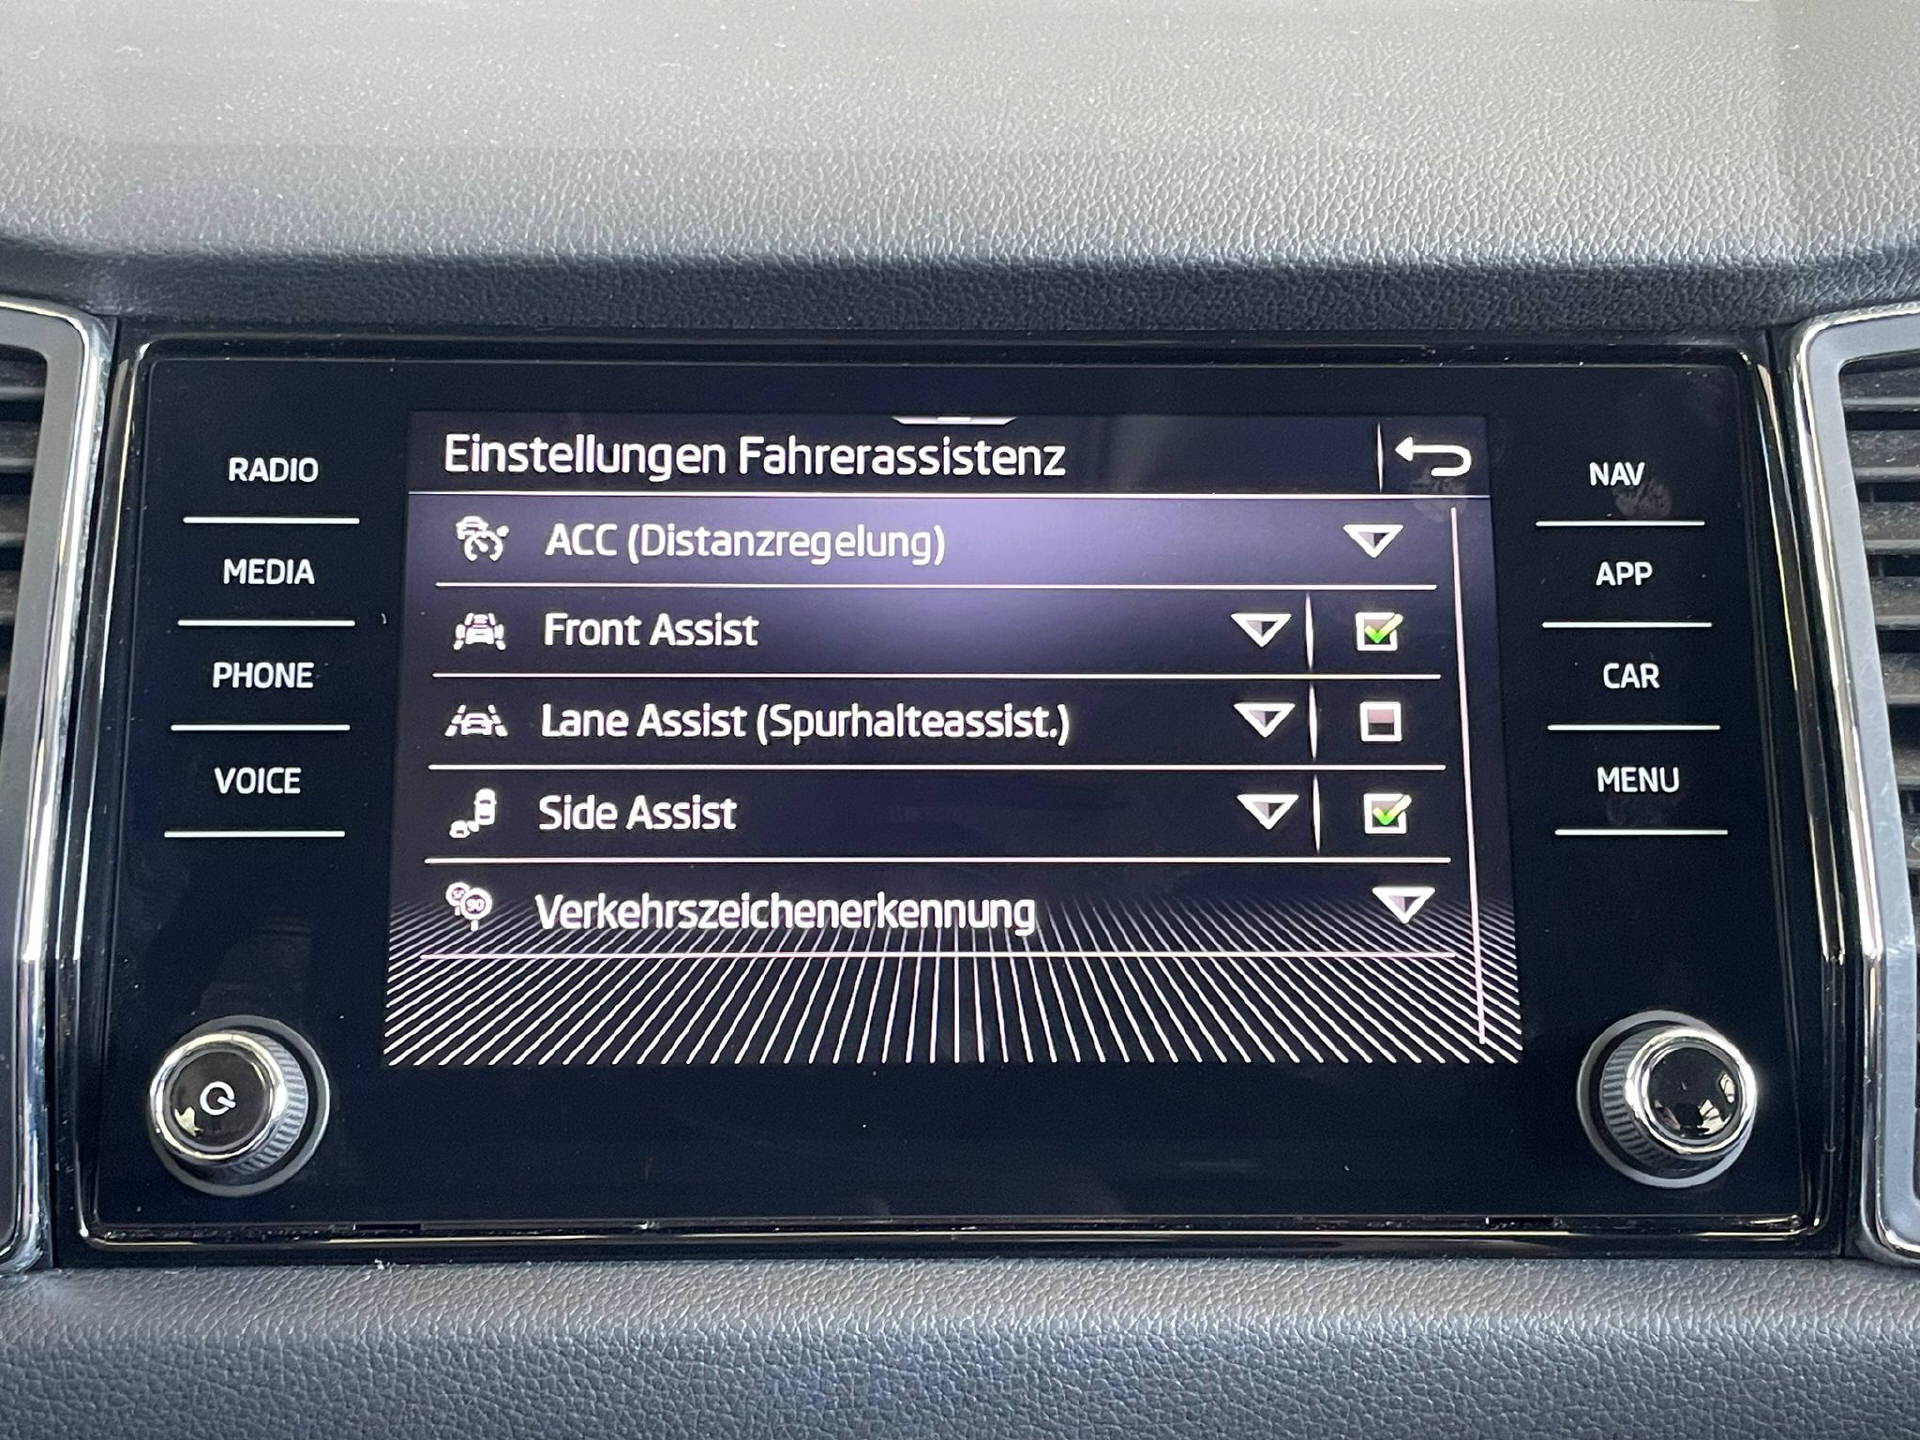 Einstellungen Fahrerassistenz
RADIO
MEDIA
PHONE
VOICE
ACC (Distanzregelung)
Front Assist
Lane Assist (Spurhalteassist.)
Side Assist
90
Verkehrszeichenerkennung
NAV
APP
CAR
MENU